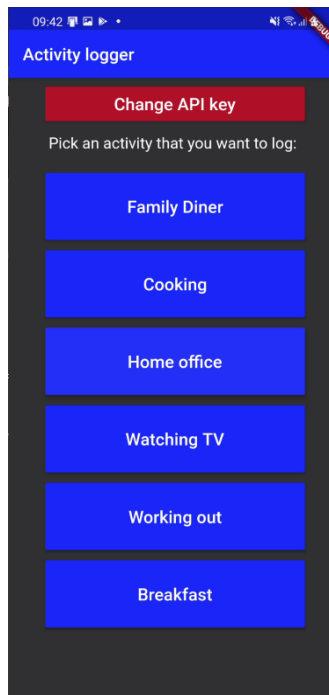 09:42
Activity logger
Change API key
Pick an activity that you want to log:
Family Diner
Cooking
Home office
Watching TV
Working out
Breakfast